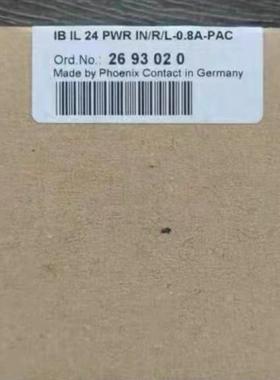 IB IL 24 PWR IN/R/L-0.8A-PAC
Ord.No.: 26 93 02 0
Made by Phoenix Contact in Germany